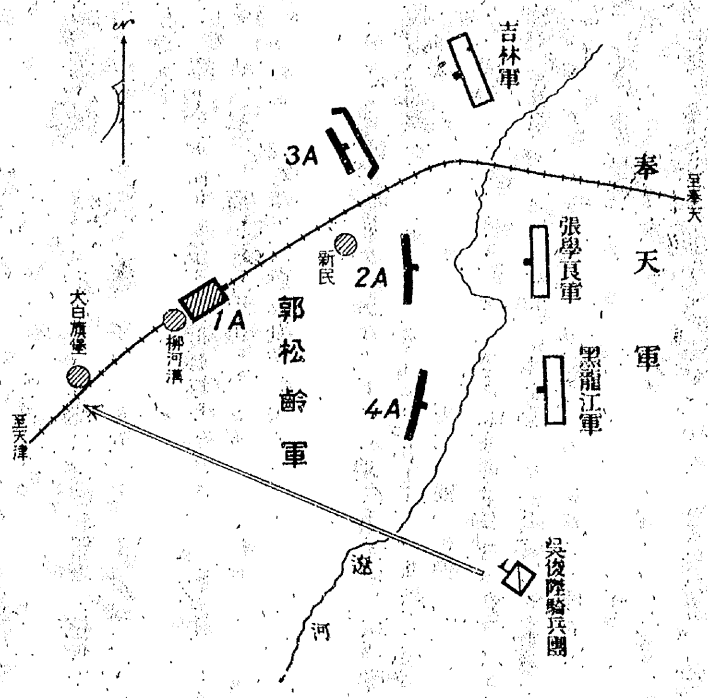 吉林軍
3A
奉天軍
至奉天
張學良軍
新民
2A
大白旗堡
1A
柳河溝
郭松齡軍
黑龍江軍
4A
至天津
吳俊陞騎兵團
遼河